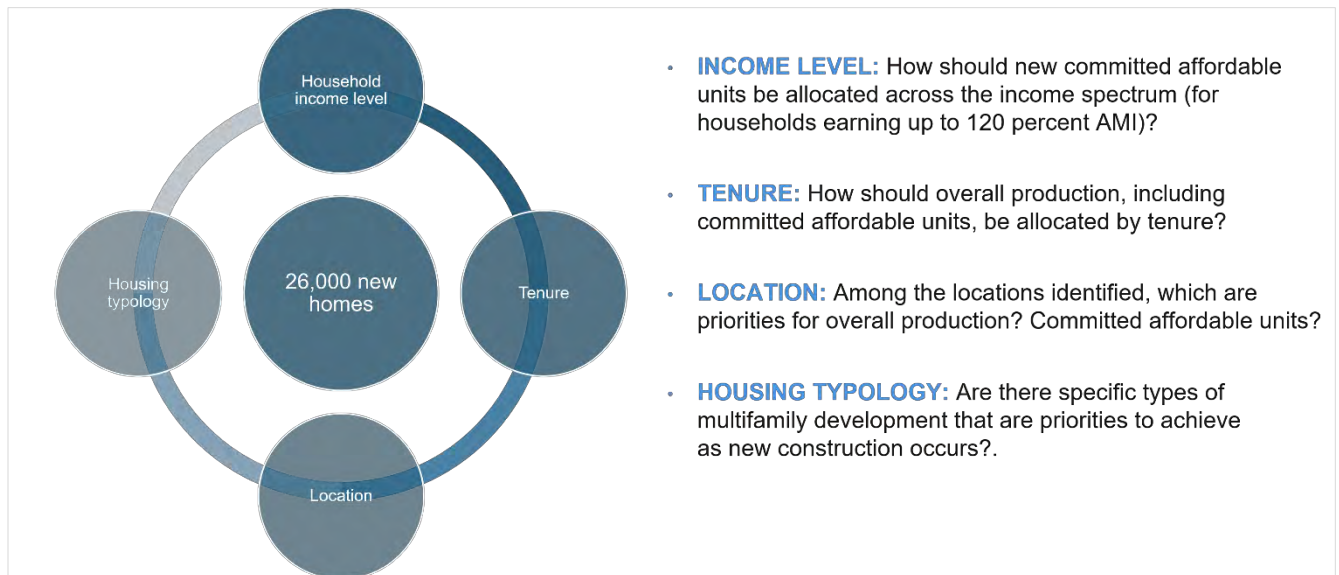 Household
income level
Housing
typology
26,000 new
homes
Tenure
Location
• INCOME LEVEL: How should new committed affordable
units be allocated across the income spectrum (for
households earning up to 120 percent AMI)?
• TENURE: How should overall production, including
committed affordable units, be allocated by tenure?
• LOCATION: Among the locations identified, which are
priorities for overall production? Committed affordable units?
• HOUSING TYPOLOGY: Are there specific types of
multifamily development that are priorities to achieve
as new construction occurs?.